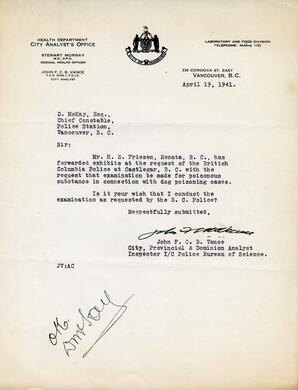 HEALTH DEPARTMENT
CITY ANALYST'S OFFICE
STEWART MURRAY
M.D., D.P.H.
MEDICAL HEALTH OFFICER
JOHN F. C. B. VANCE
CITY ANALYST
LABORATORY AND FOOD DIVISION
TELEPHONE:
236 CORDOVA ST. EAST
VANCOUVER, B. C.
April 19, 1941.
D. McKay, Esq.,
Chief Constable,
Police Station,
Vancouver, B. C.
Sir:
Mr. H. R. Friesen, Renata, B. C., has
forwarded exhibits at the request of the British
Columbia Police at Castlegar, B. C. with the
request that examination be made for poisonous
substance in connection with dog poisoning cases.
Is it your wish that I conduct the
examination as requested by the B. C. Police?
Respectfully submitted,
John F. C. B. Vance
City, Provincial & Dominion Analyst
Inspector I/C Police Bureau of Science.
JV:AC
OK
DMcKay